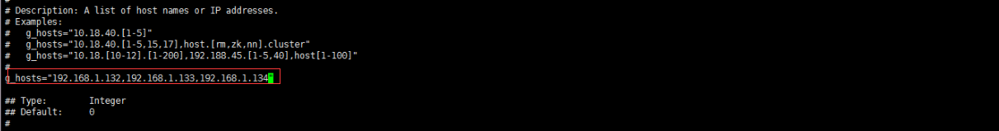 #
# Description: A list of host names or IP addresses.
# Examples:
#   g_hosts="10.18.40.[1-5]"
#   g_hosts="10.18.40.[1-5,15,17],host.[rm,zk,nn].cluster"
#   g_hosts="10.18.[10-12].[1-200],192.188.45.[1-5,40],host[1-100]"
#
g_hosts="192.168.1.132,192.168.1.133,192.168.1.134"
## Type:        Integer
## Default:     0
#